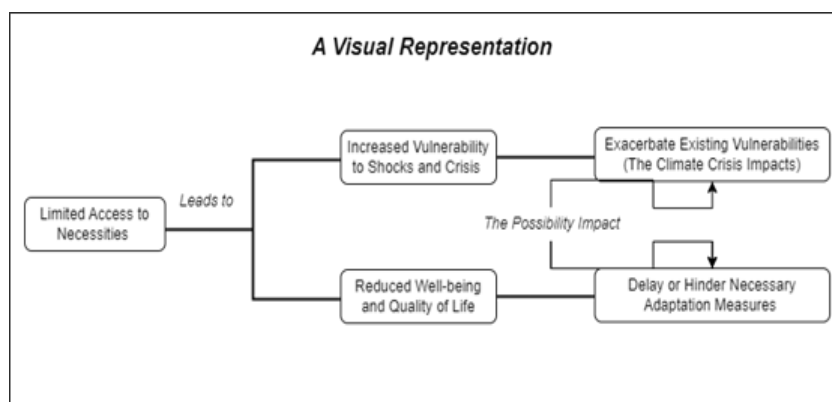 A Visual Representation
Limited Access to
Necessities
Leads to
Increased Vulnerability
to Shocks and Crisis
Exacerbate Existing Vulnerabilities
(The Climate Crisis Impacts)
The Possibility Impact
Reduced Well-being
and Quality of Life
Delay or Hinder Necessary
Adaptation Measures